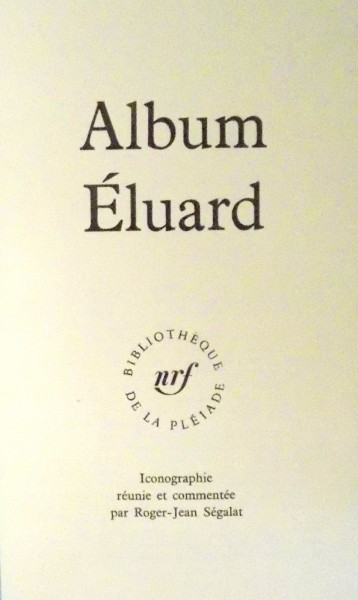 Album
Éluard
BIBLIOTHÈQUE DE LA PLÉIADE
nrf
Iconographie
réunie et commentée
par Roger-Jean Ségalat